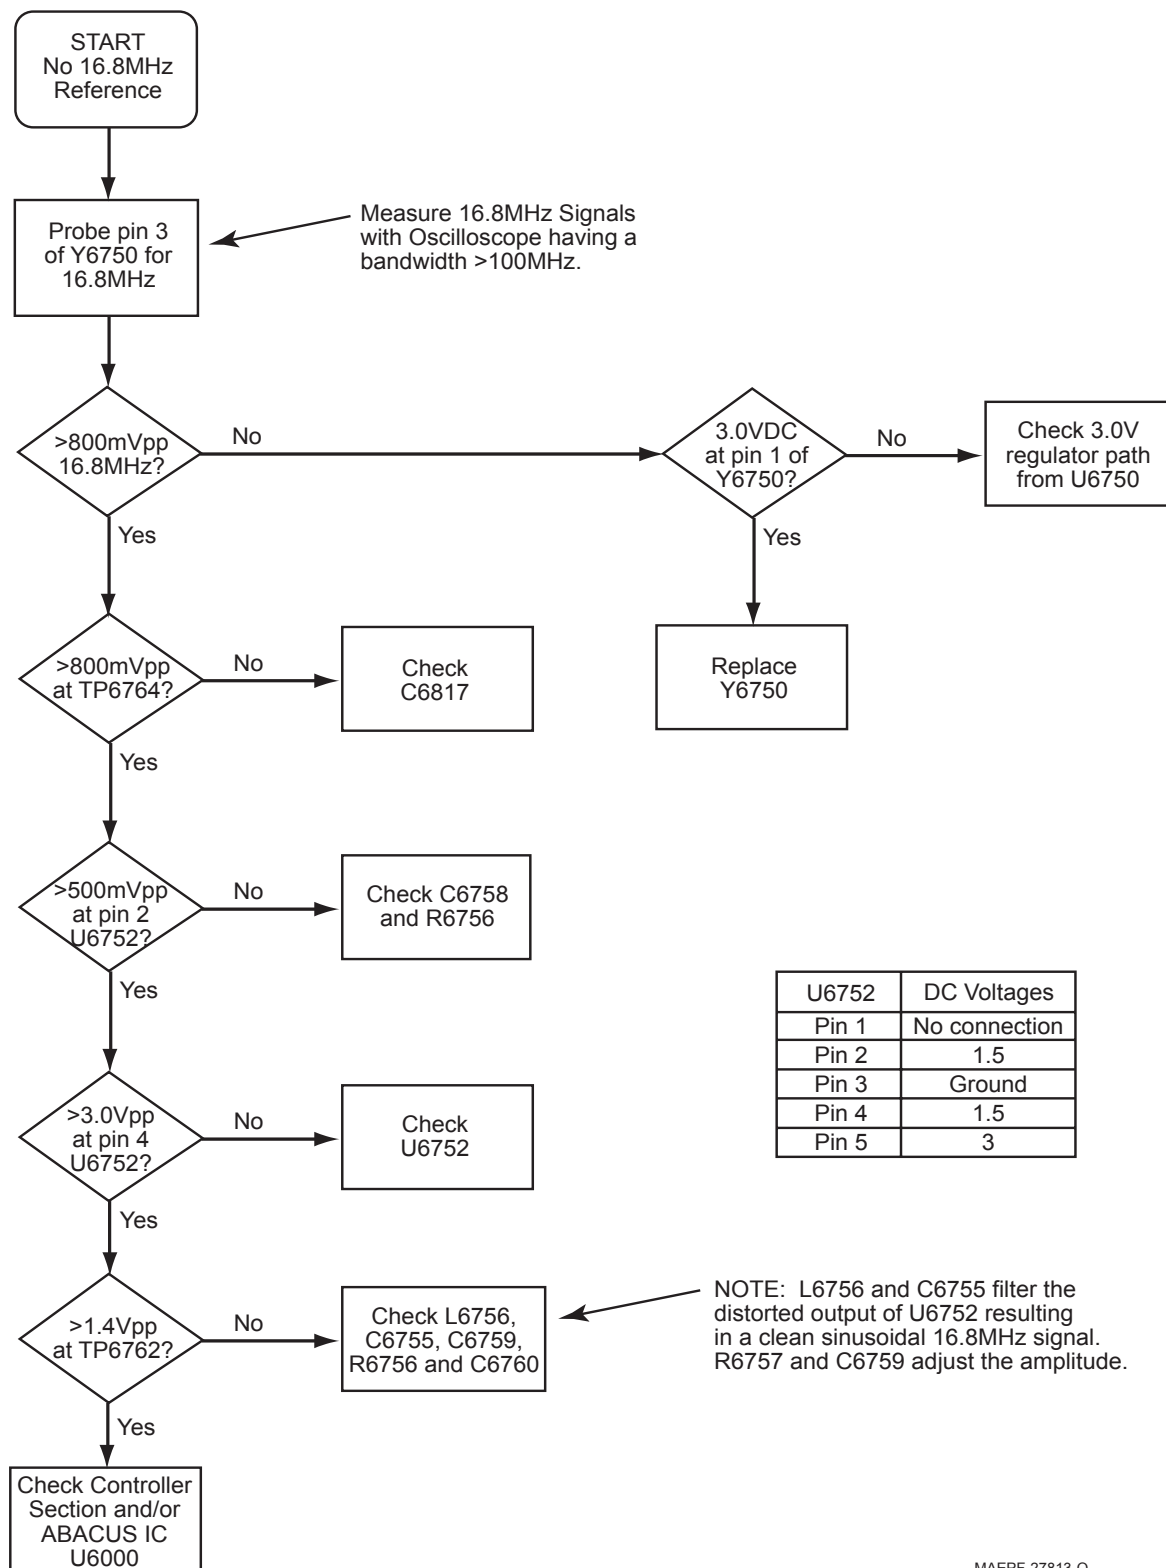 START
No 16.8MHz
Reference
Probe pin 3
of Y6750 for
16.8MHz
Measure 16.8MHz Signals
with Oscilloscope having a
bandwidth >100MHz.
>800mVpp
16.8MHz?
No
Yes
3.0VDC
at pin 1 of
Y6750?
No
Yes
Check 3.0V
regulator path
from U6750
Replace
Y6750
>800mVpp
at TP6764?
No
Yes
Check
C6817
>500mVpp
at pin 2
U6752?
No
Yes
Check C6758
and R6756
U6752 DC Voltages
Pin 1 No connection
Pin 2 1.5
Pin 3 Ground
Pin 4 1.5
Pin 5 3
>3.0Vpp
at pin 4
U6752?
No
Yes
Check
U6752
>1.4Vpp
at TP6762?
No
Yes
Check L6756,
C6755, C6759,
R6756 and C6760
NOTE: L6756 and C6755 filter the
distorted output of U6752 resulting
in a clean sinusoidal 16.8MHz signal.
R6757 and C6759 adjust the amplitude.
Check Controller
Section and/or
ABACUS IC
U6000